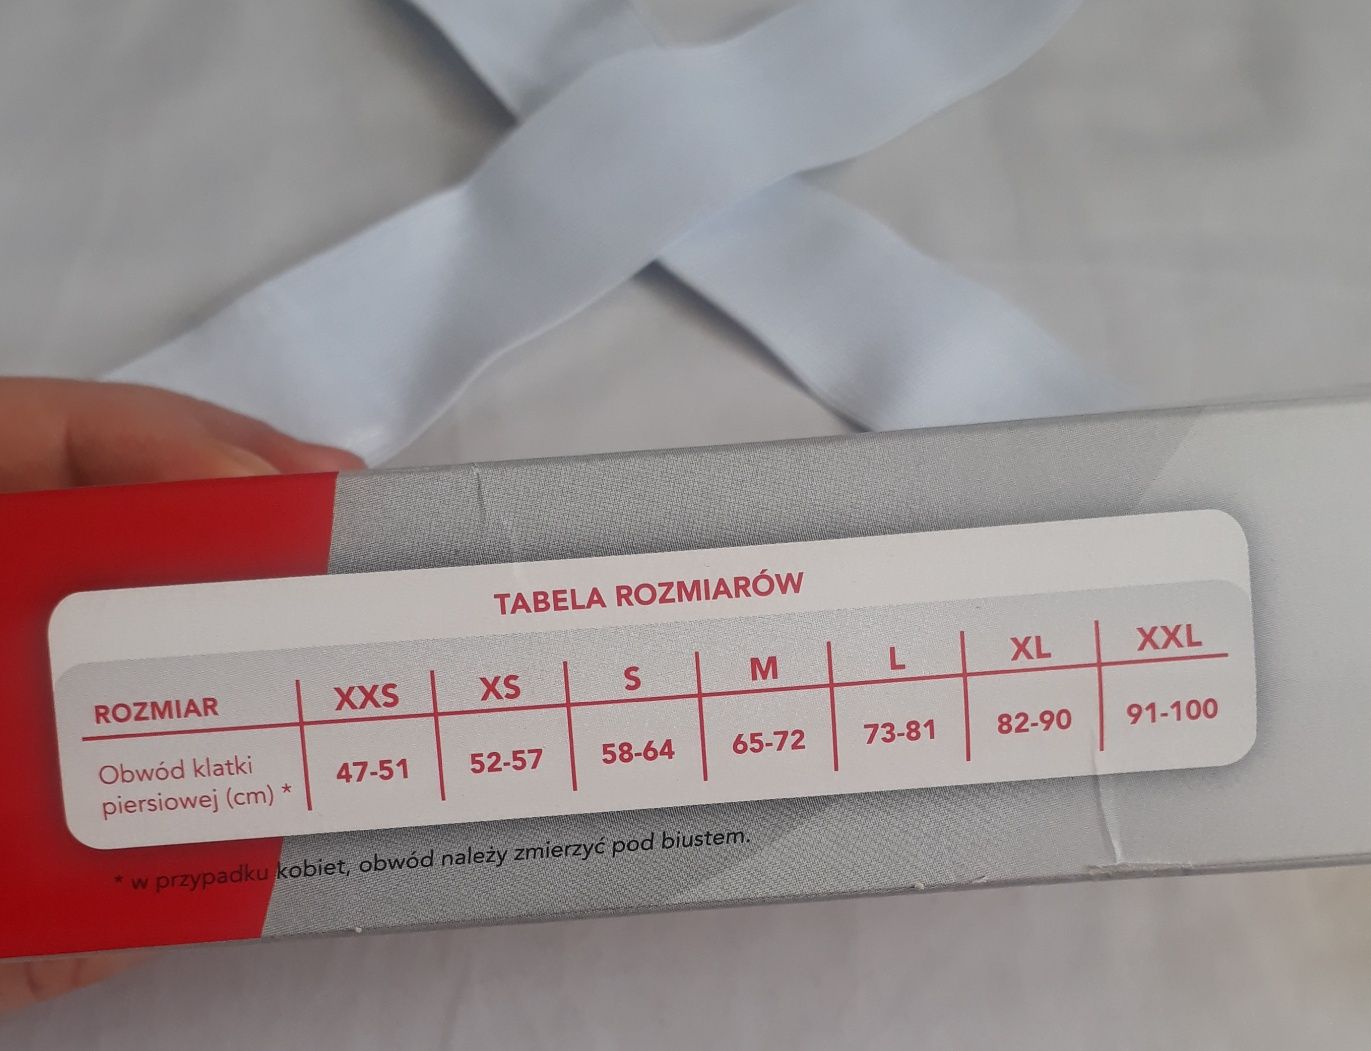 TABELA ROZMIARÓW
ROZMIAR XXS XS S M L XL XXL
Obwód klatki
piersiowej (cm) * 47-51 52-57 58-64 65-72 73-81 82-90 91-100
* w przypadku kobiet, obwód należy zmierzyć pod biustem.